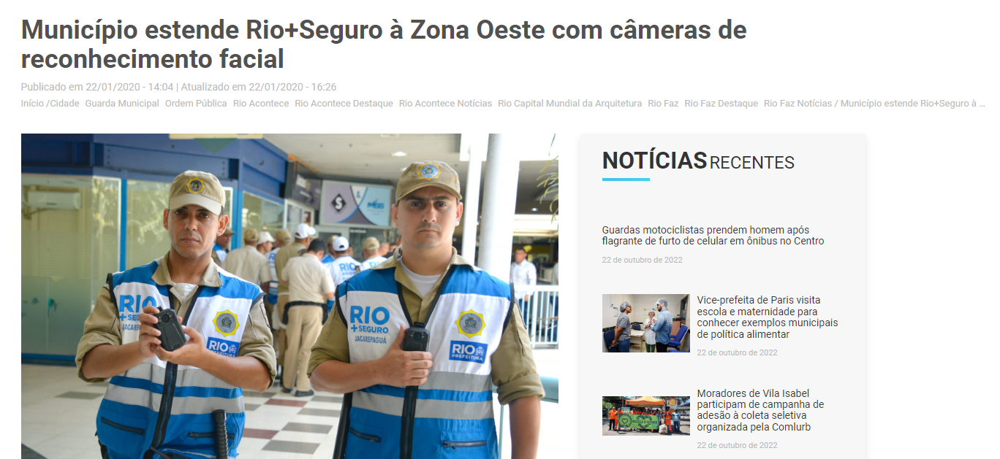 Município estende Rio+Seguro à Zona Oeste com câmeras de
reconhecimento facial
Publicado em 22/01/2020 - 14:04 | Atualizado em 22/01/2020 - 16:26
Início /Cidade Guarda Municipal Ordem Pública Rio Acontece Rio Acontece Destaque Rio Acontece Notícias Rio Capital Mundial da Arquitetura Rio Faz Rio Faz Destaque Rio Faz Notícias / Município estende Rio+Seguro à ...
RIO
RIO
+SEGURO
JACAREPAGUÁ
RIO
PREFEITURA
RIO
PREFEITURA
NOTÍCIAS RECENTES
Guardas motociclistas prendem homem após
flagrante de furto de celular em ônibus no Centro
22 de outubro de 2022
Vice-prefeita de Paris visita
escola e maternidade para
conhecer exemplos municipais
de política alimentar
22 de outubro de 2022
Moradores de Vila Isabel
participam de campanha de
adesão à coleta seletiva
organizada pela Comlurb
22 de outubro de 2022